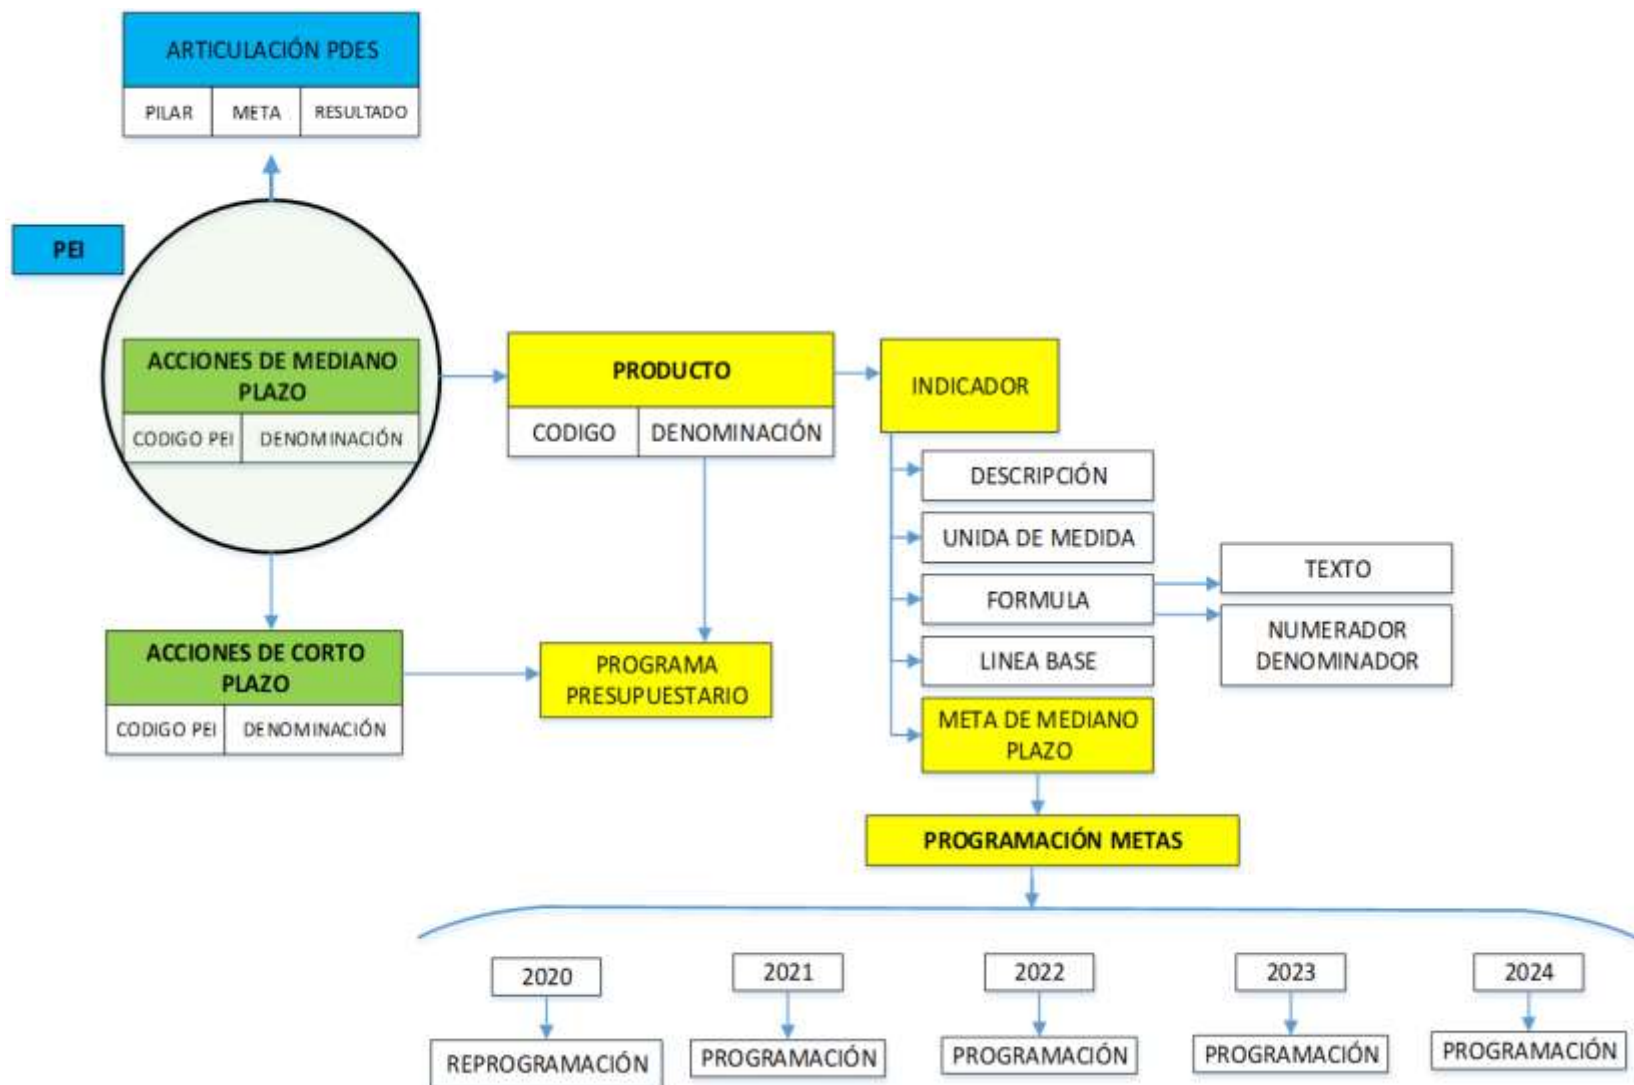 ARTICULACIÓN PDES
PILAR
META
RESULTADO
PEI
ACCIONES DE MEDIANO
PLAZO
CODIGO PEI
DENOMINACIÓN
PRODUCTO
CODIGO
DENOMINACIÓN
INDICADOR
DESCRIPCIÓN
UNIDA DE MEDIDA
FORMULA
LINEA BASE
META DE MEDIANO
PLAZO
TEXTO
NUMERADOR
DENOMINADOR
ACCIONES DE CORTO
PLAZO
CODIGO PEI
DENOMINACIÓN
PROGRAMA
PRESUPUESTARIO
PROGRAMACIÓN METAS
2020
2021
2022
2023
2024
REPROGRAMACIÓN
PROGRAMACIÓN
PROGRAMACIÓN
PROGRAMACIÓN
PROGRAMACIÓN